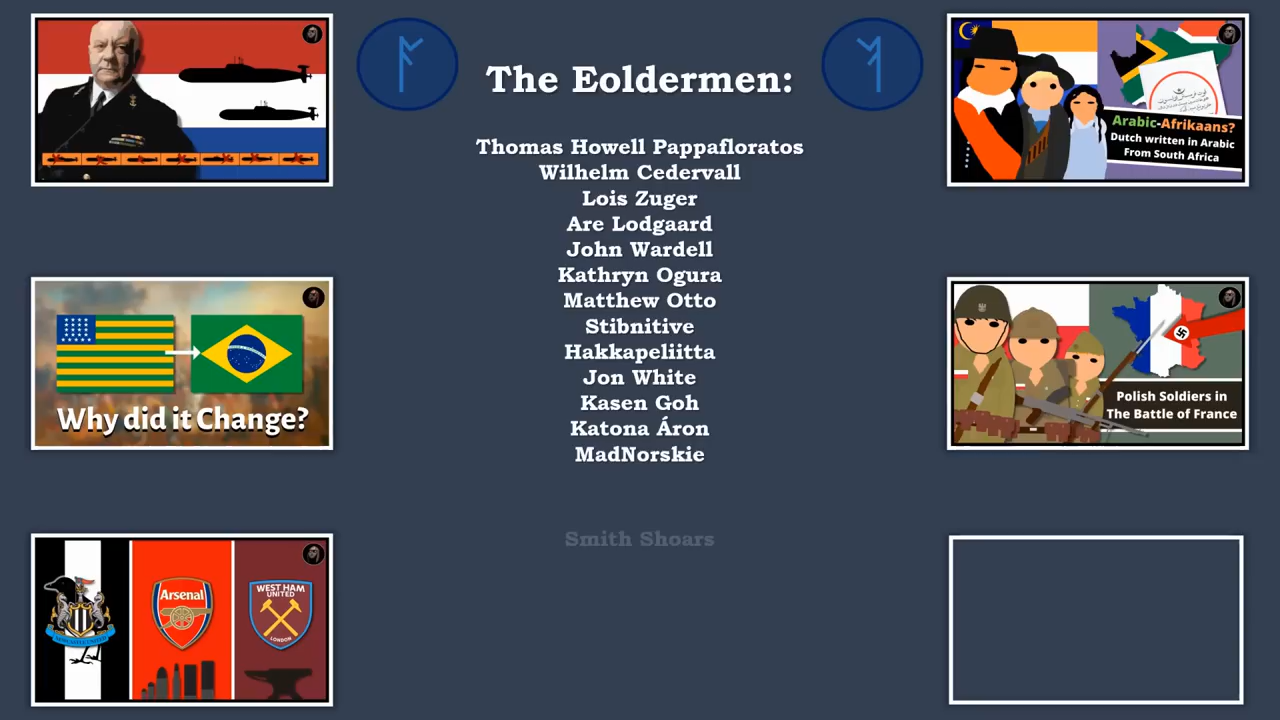 The Eoldermen:
Thomas Howell Pappafloratos
Wilhelm Cedervall
Lois Zuger
Are Lodgaard
John Wardell
Kathryn Ogura
Matthew Otto
Stibnitive
Hakkapeliitta
Jon White
Kasen Goh
Katona Áron
MadNorskie
Smith Shoars
Why did it Change?
Arsenal
WEST HAM
UNITED
LONDON
Arabic-Afrikaans?
Dutch written in Arabic
From South Africa
Polish Soldiers in
The Battle of France